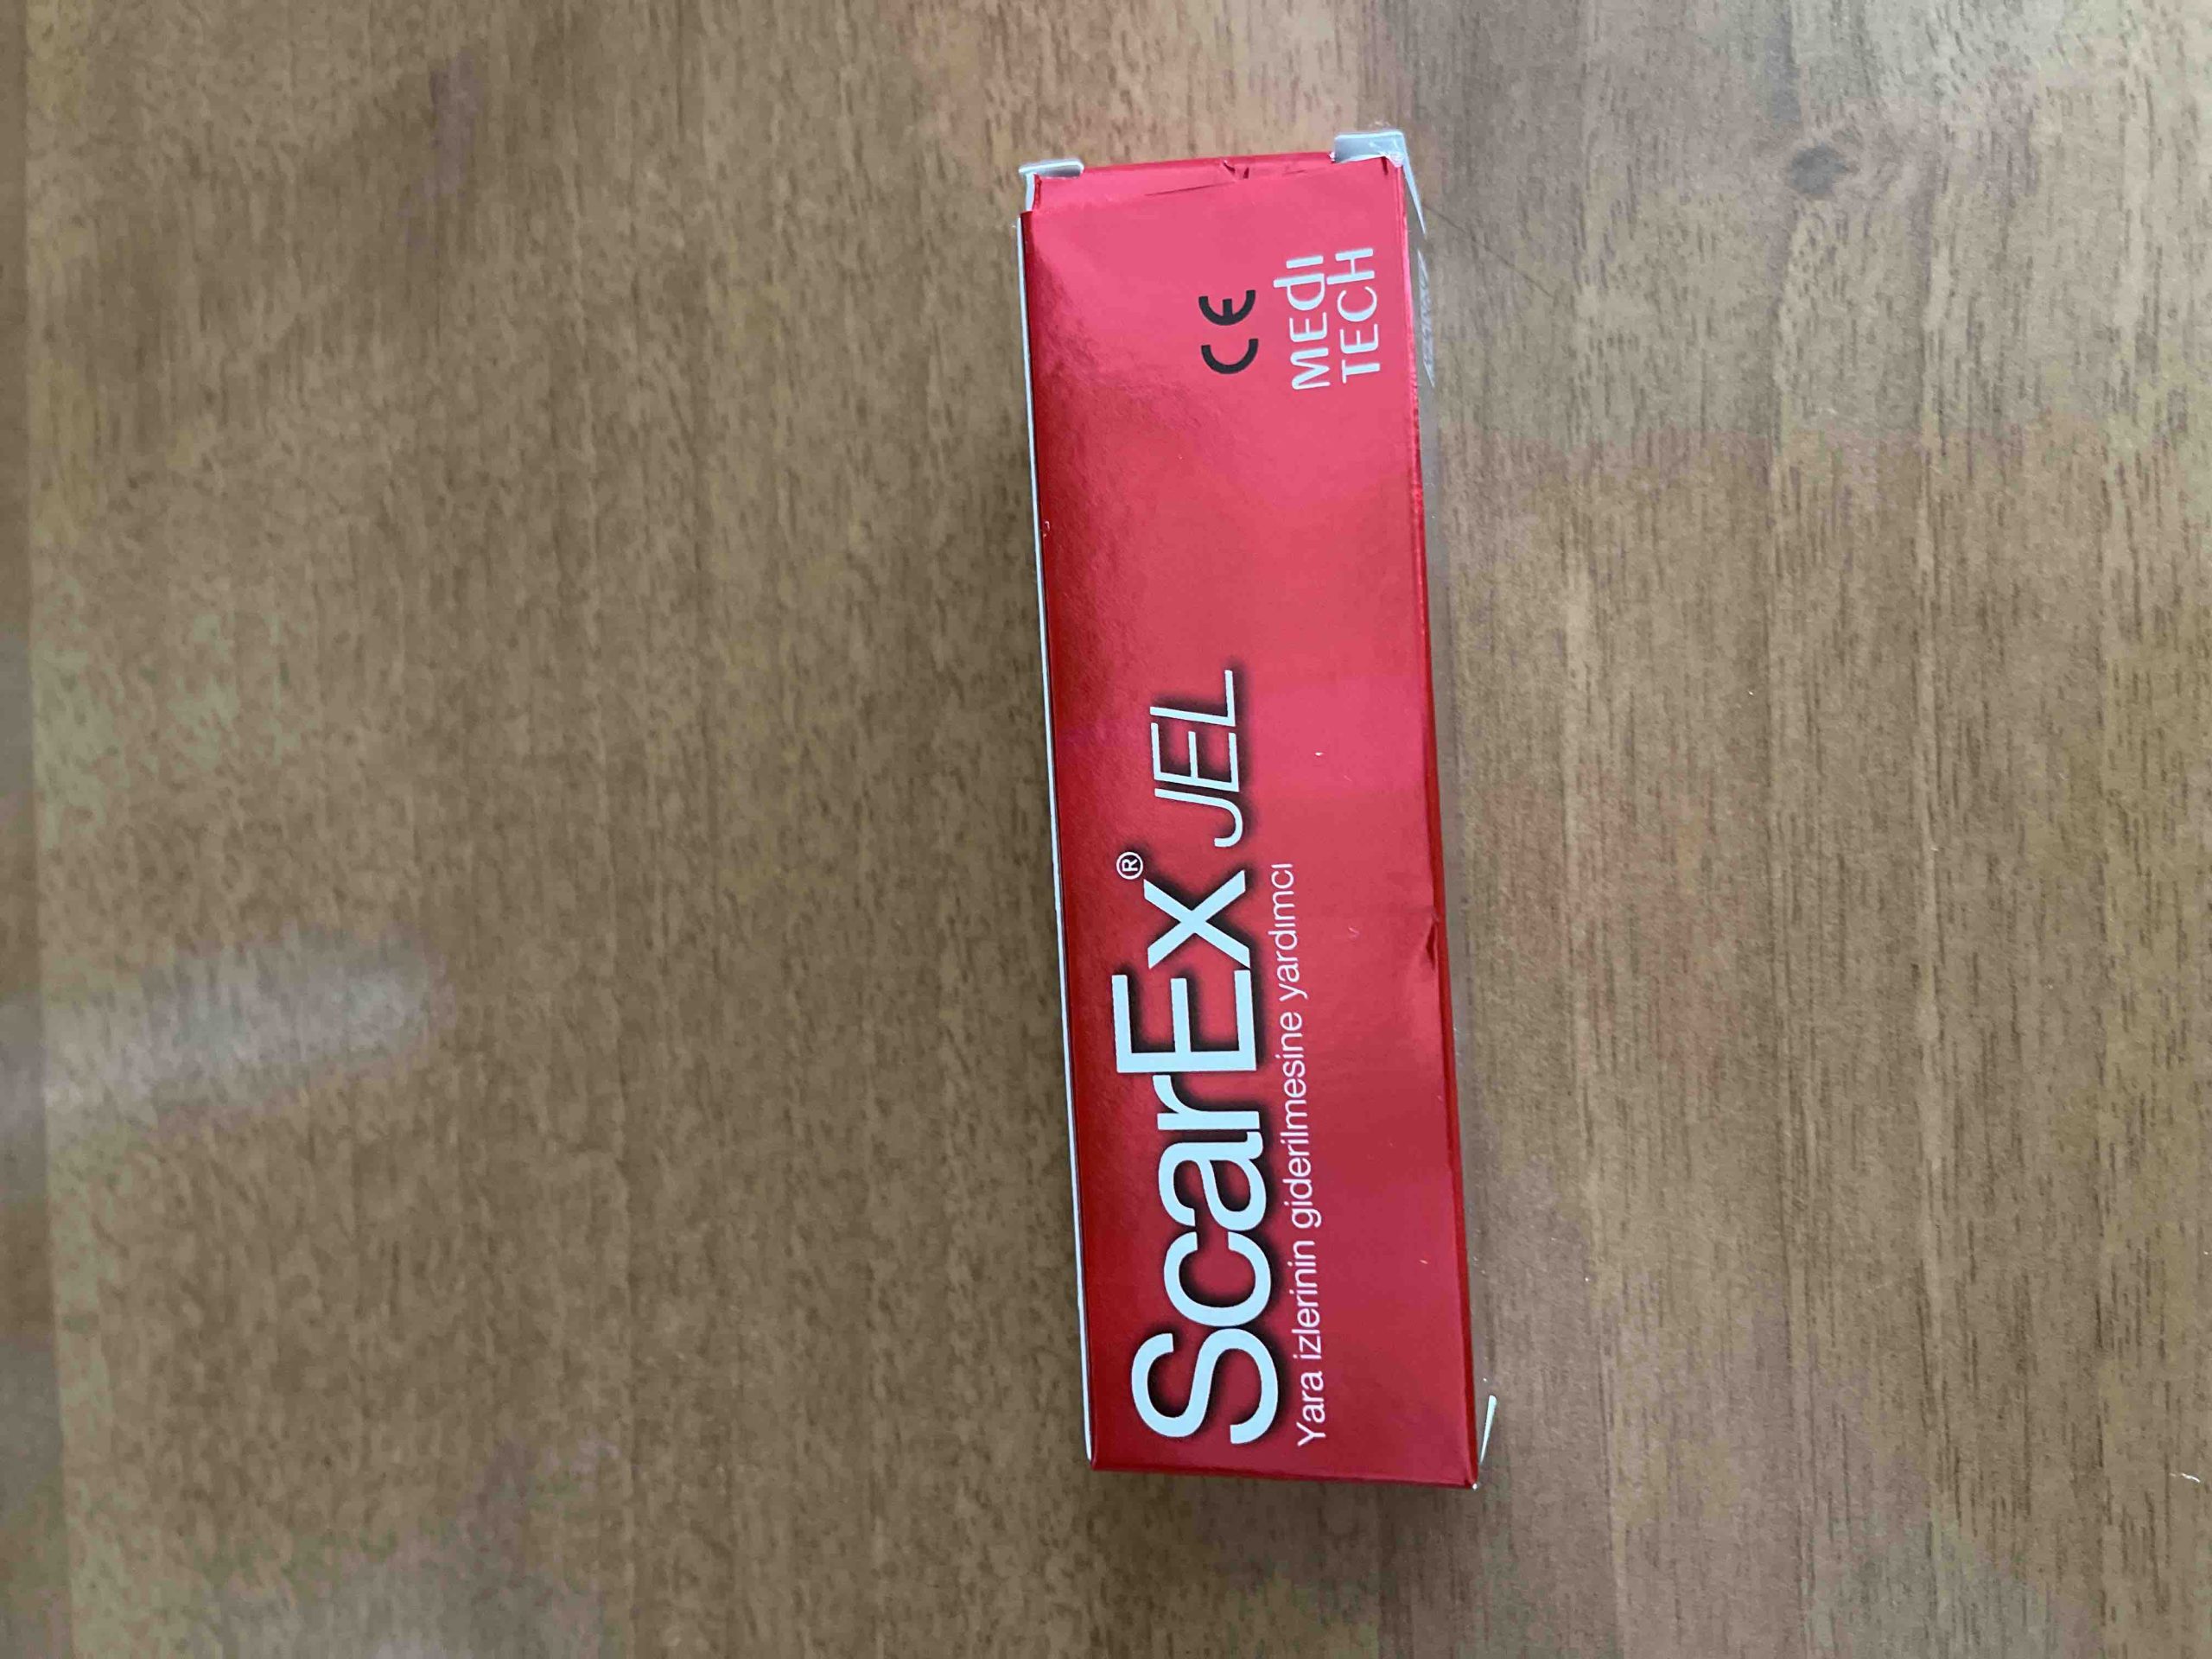 ScarEx® JEL
Yara izlerinin giderilmesine yardımcı
CE
MEdI
TECH